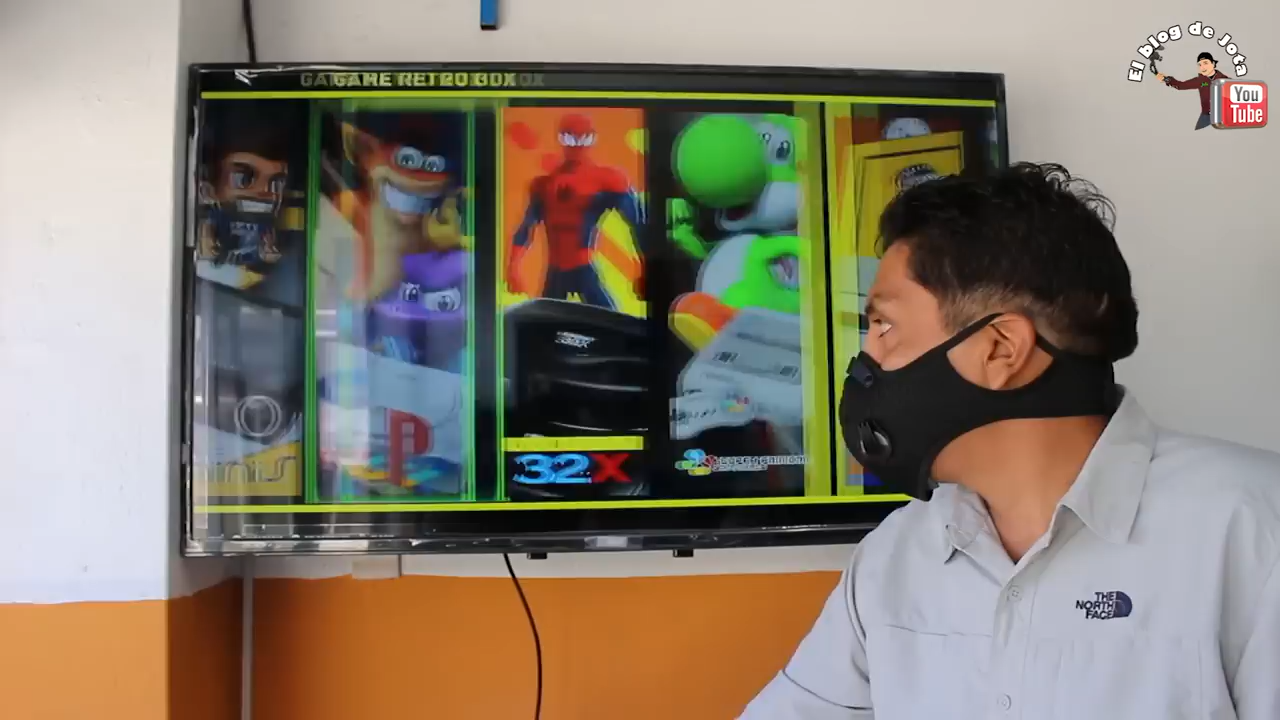 El blog de Jota
You
Tube
GAME RETRO BOX
32X
THE
NORTH
FACE